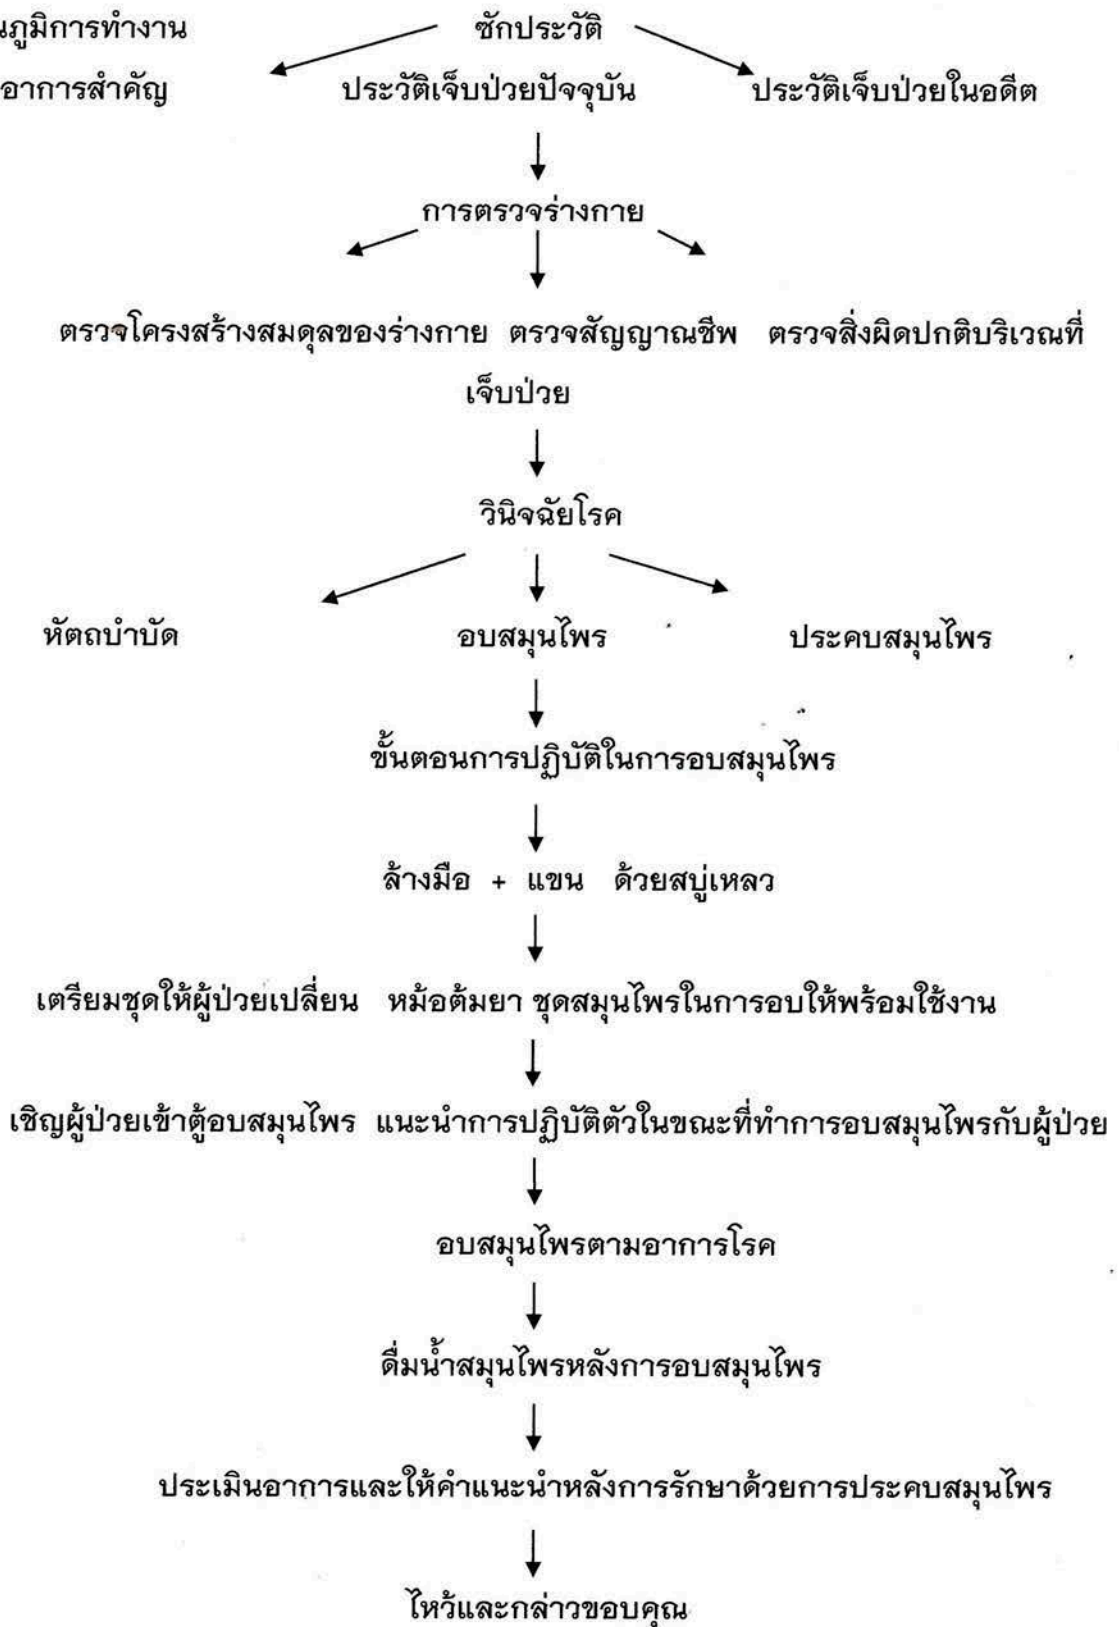 นภูมิการทำงาน ซักประวัติ
อาการสำคัญ ประวัติเจ็บป่วยปัจจุบัน ประวัติเจ็บป่วยในอดีต
การตรวจร่างกาย
ตรวจโครงสร้างสมดุลของร่างกาย ตรวจสัญญาณชีพ ตรวจสิ่งผิดปกติบริเวณที่
เจ็บป่วย
วินิจฉัยโรค
หัตถบำบัด อบสมุนไพร ประคบสมุนไพร
ขั้นตอนการปฏิบัติในการอบสมุนไพร
ล้างมือ + แขน ด้วยสบู่เหลว
เตรียมชุดให้ผู้ป่วยเปลี่ยน หม้อต้มยา ชุดสมุนไพรในการอบให้พร้อมใช้งาน
เชิญผู้ป่วยเข้าตู้อบสมุนไพร แนะนำการปฏิบัติตัวในขณะที่ทำการอบสมุนไพรกับผู้ป่วย
อบสมุนไพรตามอาการโรค
ดื่มน้ำสมุนไพรหลังการอบสมุนไพร
ประเมินอาการและให้คำแนะนำหลังการรักษาด้วยการประคบสมุนไพร
ไหว้และกล่าวขอบคุณ